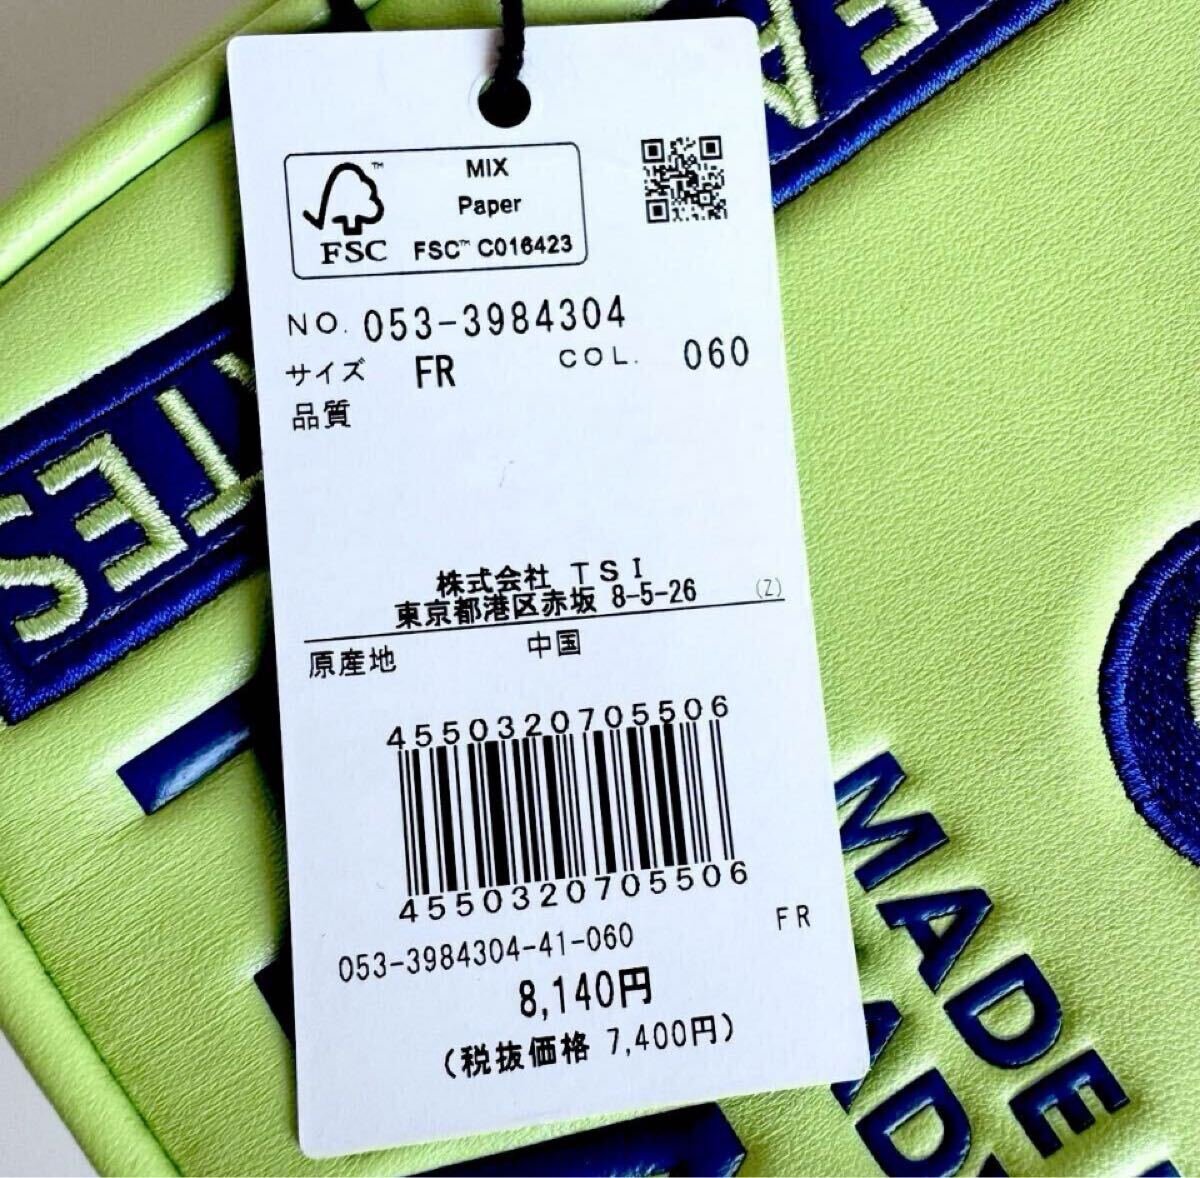 MIX
Paper
FSC™ C016423
FSC
NO. 053-3984304
サイズ FR COL. 060
品質
株式会社 TSI
東京都港区赤坂 8-5-26 (Z)
原産地 中国
4550320705506
4550320705506
053-3984304-41-060 FR
8,140円
(税抜価格 7,400円)
TES
MADE